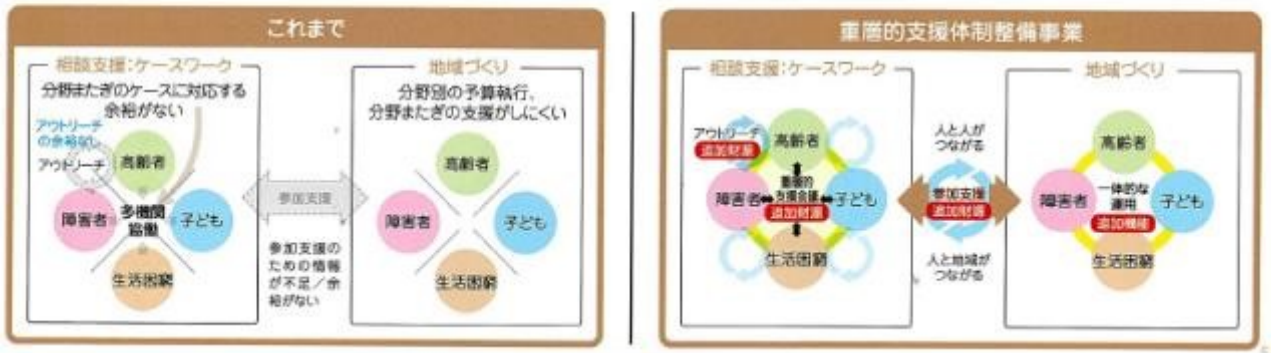 これまで
相談支援:ケースワーク
分野またぎのケースに対応する
余裕がない
アウトリーチ
の余裕なし
アウトリーチ
高齢者
障害者
多機関
協働
子ども
生活困窮
参加支援
参加支援の
ための情報
が不足/余
裕がない
地域づくり
分野別の予算執行、
分野またぎの支援がしにくい
高齢者
障害者
子ども
生活困窮
重層的支援体制整備事業
相談支援:ケースワーク
アウトリーチ
追加財源
高齢者
障害者
重層的
支援会議
追加財源
子ども
生活困窮
人と人が
つながる
参加支援
追加財源
人と地域が
つながる
地域づくり
高齢者
障害者
一体的な
運用
追加機能
子ども
生活困窮